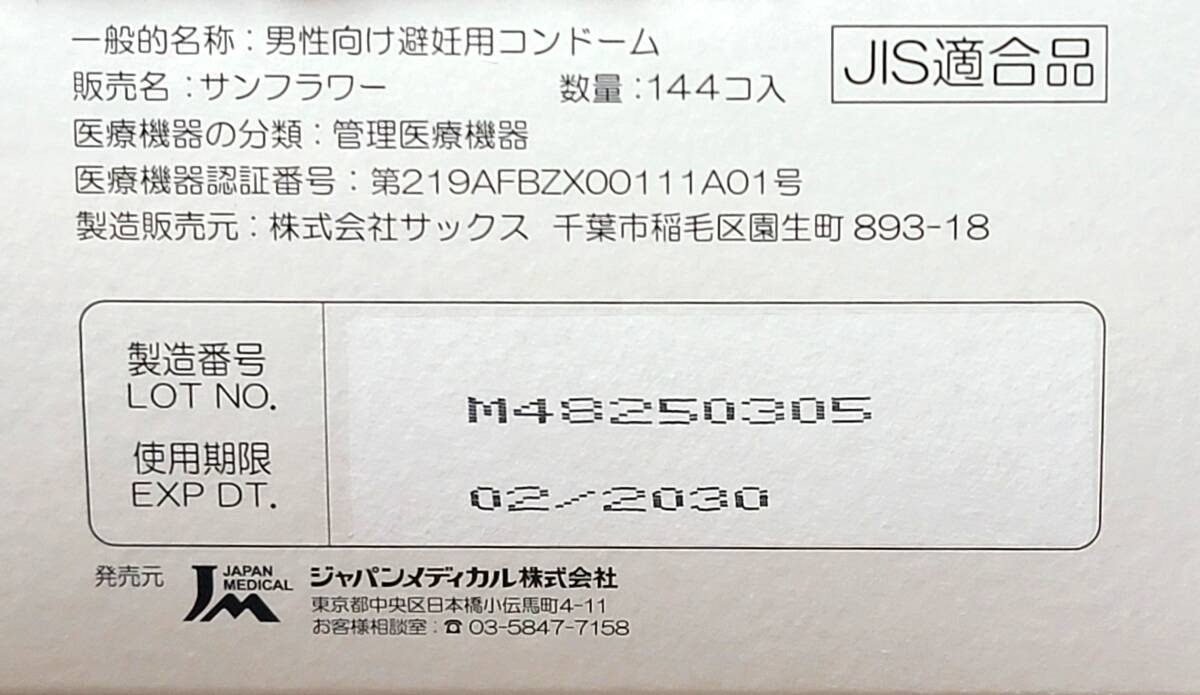 一般的名称：男性向け避妊用コンドーム
JIS適合品
販売名：サンフラワー 数量：144コ入
医療機器の分類：管理医療機器
医療機器認証番号：第219AFBZX00111A01号
製造販売元：株式会社サックス 千葉市稲毛区園生町893-18
製造番号
LOT NO.
M48250305
使用期限
EXP DT.
02/2030
発売元
JAPAN
MEDICAL
JM
ジャパンメディカル株式会社
東京都中央区日本橋小伝馬町4-11
お客様相談室：☎ 03-5847-7158